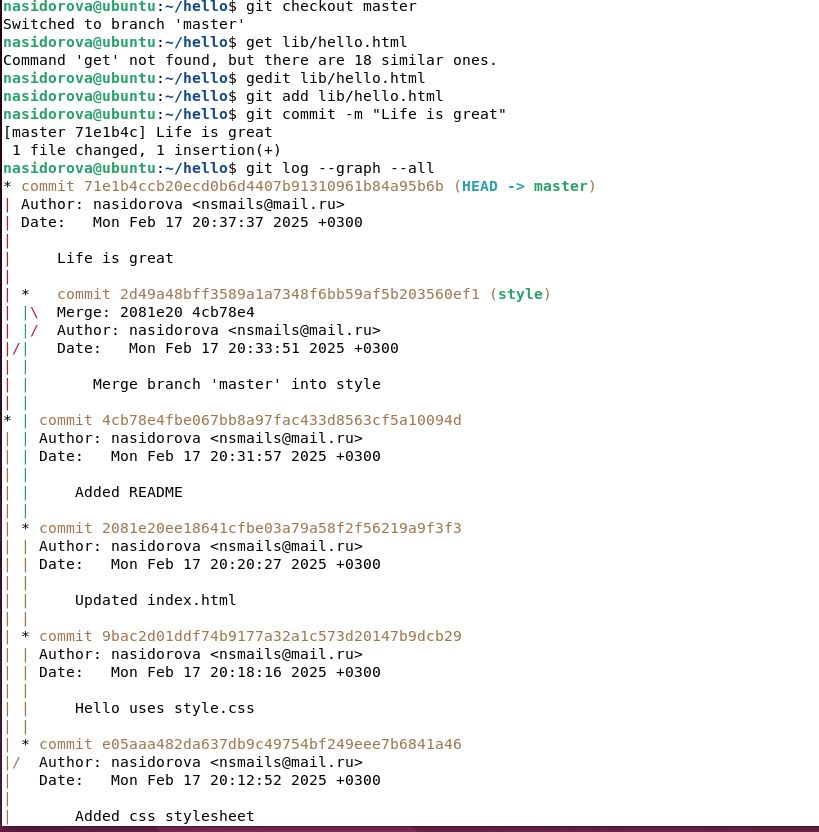 nasidorova@ubuntu:~/hello$ git checkout master
Switched to branch 'master'
nasidorova@ubuntu:~/hello$ get lib/hello.html
Command 'get' not found, but there are 18 similar ones.
nasidorova@ubuntu:~/hello$ gedit lib/hello.html
nasidorova@ubuntu:~/hello$ git add lib/hello.html
nasidorova@ubuntu:~/hello$ git commit -m "Life is great"
[master 71e1b4c] Life is great
 1 file changed, 1 insertion(+)
nasidorova@ubuntu:~/hello$ git log --graph --all
* commit 71e1b4ccb20ecd0b6d4407b91310961b84a95b6b (HEAD -> master)
| Author: nasidorova <nsmails@mail.ru>
| Date:   Mon Feb 17 20:37:37 2025 +0300
|
|     Life is great
|
| *   commit 2d49a48bff3589a1a7348f6bb59af5b203560ef1 (style)
| |\  Merge: 2081e20 4cb78e4
| |/  Author: nasidorova <nsmails@mail.ru>
|/|   Date:   Mon Feb 17 20:33:51 2025 +0300
| |
| |       Merge branch 'master' into style
| |
* | commit 4cb78e4fbe067bb8a97fac433d8563cf5a10094d
| | Author: nasidorova <nsmails@mail.ru>
| | Date:   Mon Feb 17 20:31:57 2025 +0300
| |
| |     Added README
| |
| * commit 2081e20ee18641cfbe03a79a58f2f56219a9f3f3
| | Author: nasidorova <nsmails@mail.ru>
| | Date:   Mon Feb 17 20:20:27 2025 +0300
| |
| |     Updated index.html
| |
| * commit 9bac2d01ddf74b9177a32a1c573d20147b9dcb29
| | Author: nasidorova <nsmails@mail.ru>
| | Date:   Mon Feb 17 20:18:16 2025 +0300
| |
| |     Hello uses style.css
| |
| * commit e05aaa482da637db9c49754bf249eee7b6841a46
|/  Author: nasidorova <nsmails@mail.ru>
|   Date:   Mon Feb 17 20:12:52 2025 +0300
|
|       Added css stylesheet